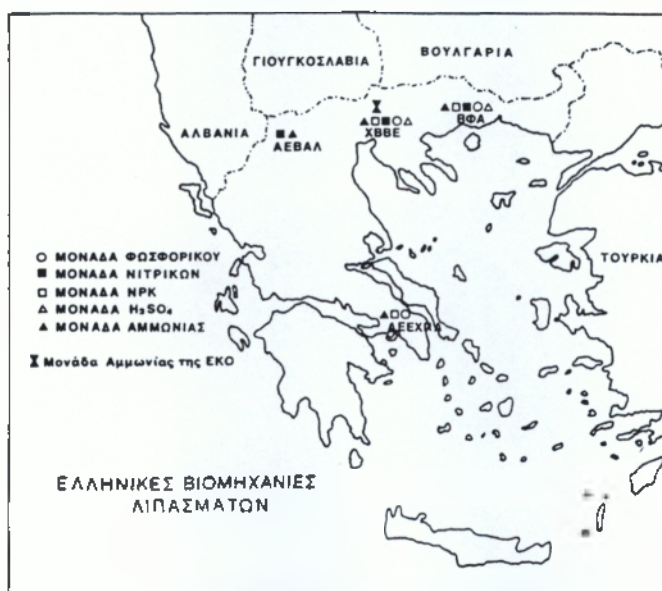 ΒΟΥΛΓΑΡΙΑ
ΓΙΟΥΓΚΟΣΛΑΒΙΑ
ΑΛΒΑΝΙΑ
ΑΕΒΑΛ
ΧΒΒΕ
ΒΦΑ
ΤΟΥΡΚΙΑ
○ ΜΟΝΑΔΑ ΦΩΣΦΟΡΙΚΟΥ
■ ΜΟΝΑΔΑ ΝΙΤΡΙΚΩΝ
□ ΜΟΝΑΔΑ NPK
△ ΜΟΝΑΔΑ H₂SO₄
▲ ΜΟΝΑΔΑ ΑΜΜΩΝΙΑΣ
Μονάδα Αμμωνίας της ΕΚΟ
ΕΛΛΗΝΙΚΕΣ ΒΙΟΜΗΧΑΝΙΕΣ
ΛΙΠΑΣΜΑΤΩΝ